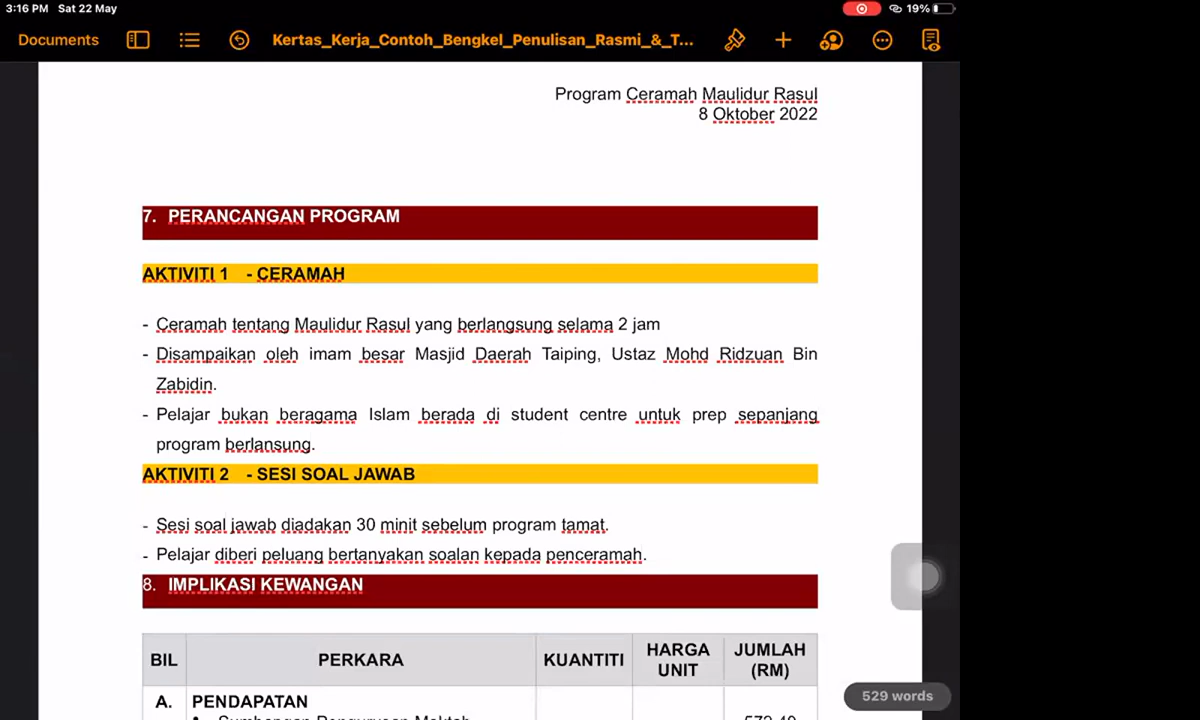 3:16 PM Sat 22 May
19%
Documents
Kertas_Kerja_Contoh_Bengkel_Penulisan_Rasmi_&_T...
Program Ceramah Maulidur Rasul
8 Oktober 2022
7. PERANCANGAN PROGRAM
AKTIVITI 1 - CERAMAH
- Ceramah tentang Maulidur Rasul yang berlangsung selama 2 jam
- Disampaikan oleh imam besar Masjid Daerah Taiping, Ustaz Mohd Ridzuan Bin
Zabidin.
- Pelajar bukan beragama Islam berada di student centre untuk prep sepanjang
program berlansung.
AKTIVITI 2 - SESI SOAL JAWAB
- Sesi soal jawab diadakan 30 minit sebelum program tamat.
- Pelajar diberi peluang bertanyakan soalan kepada penceramah.
8. IMPLIKASI KEWANGAN
BIL PERKARA KUANTITI HARGA UNIT JUMLAH (RM)
A. PENDAPATAN
529 words